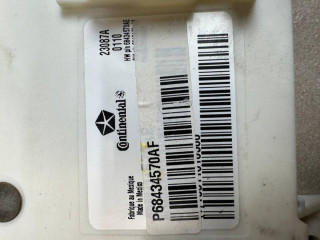 23087A
0110
Continental
Fabriqué au Mexique
Made in Mexico
P68434570AF